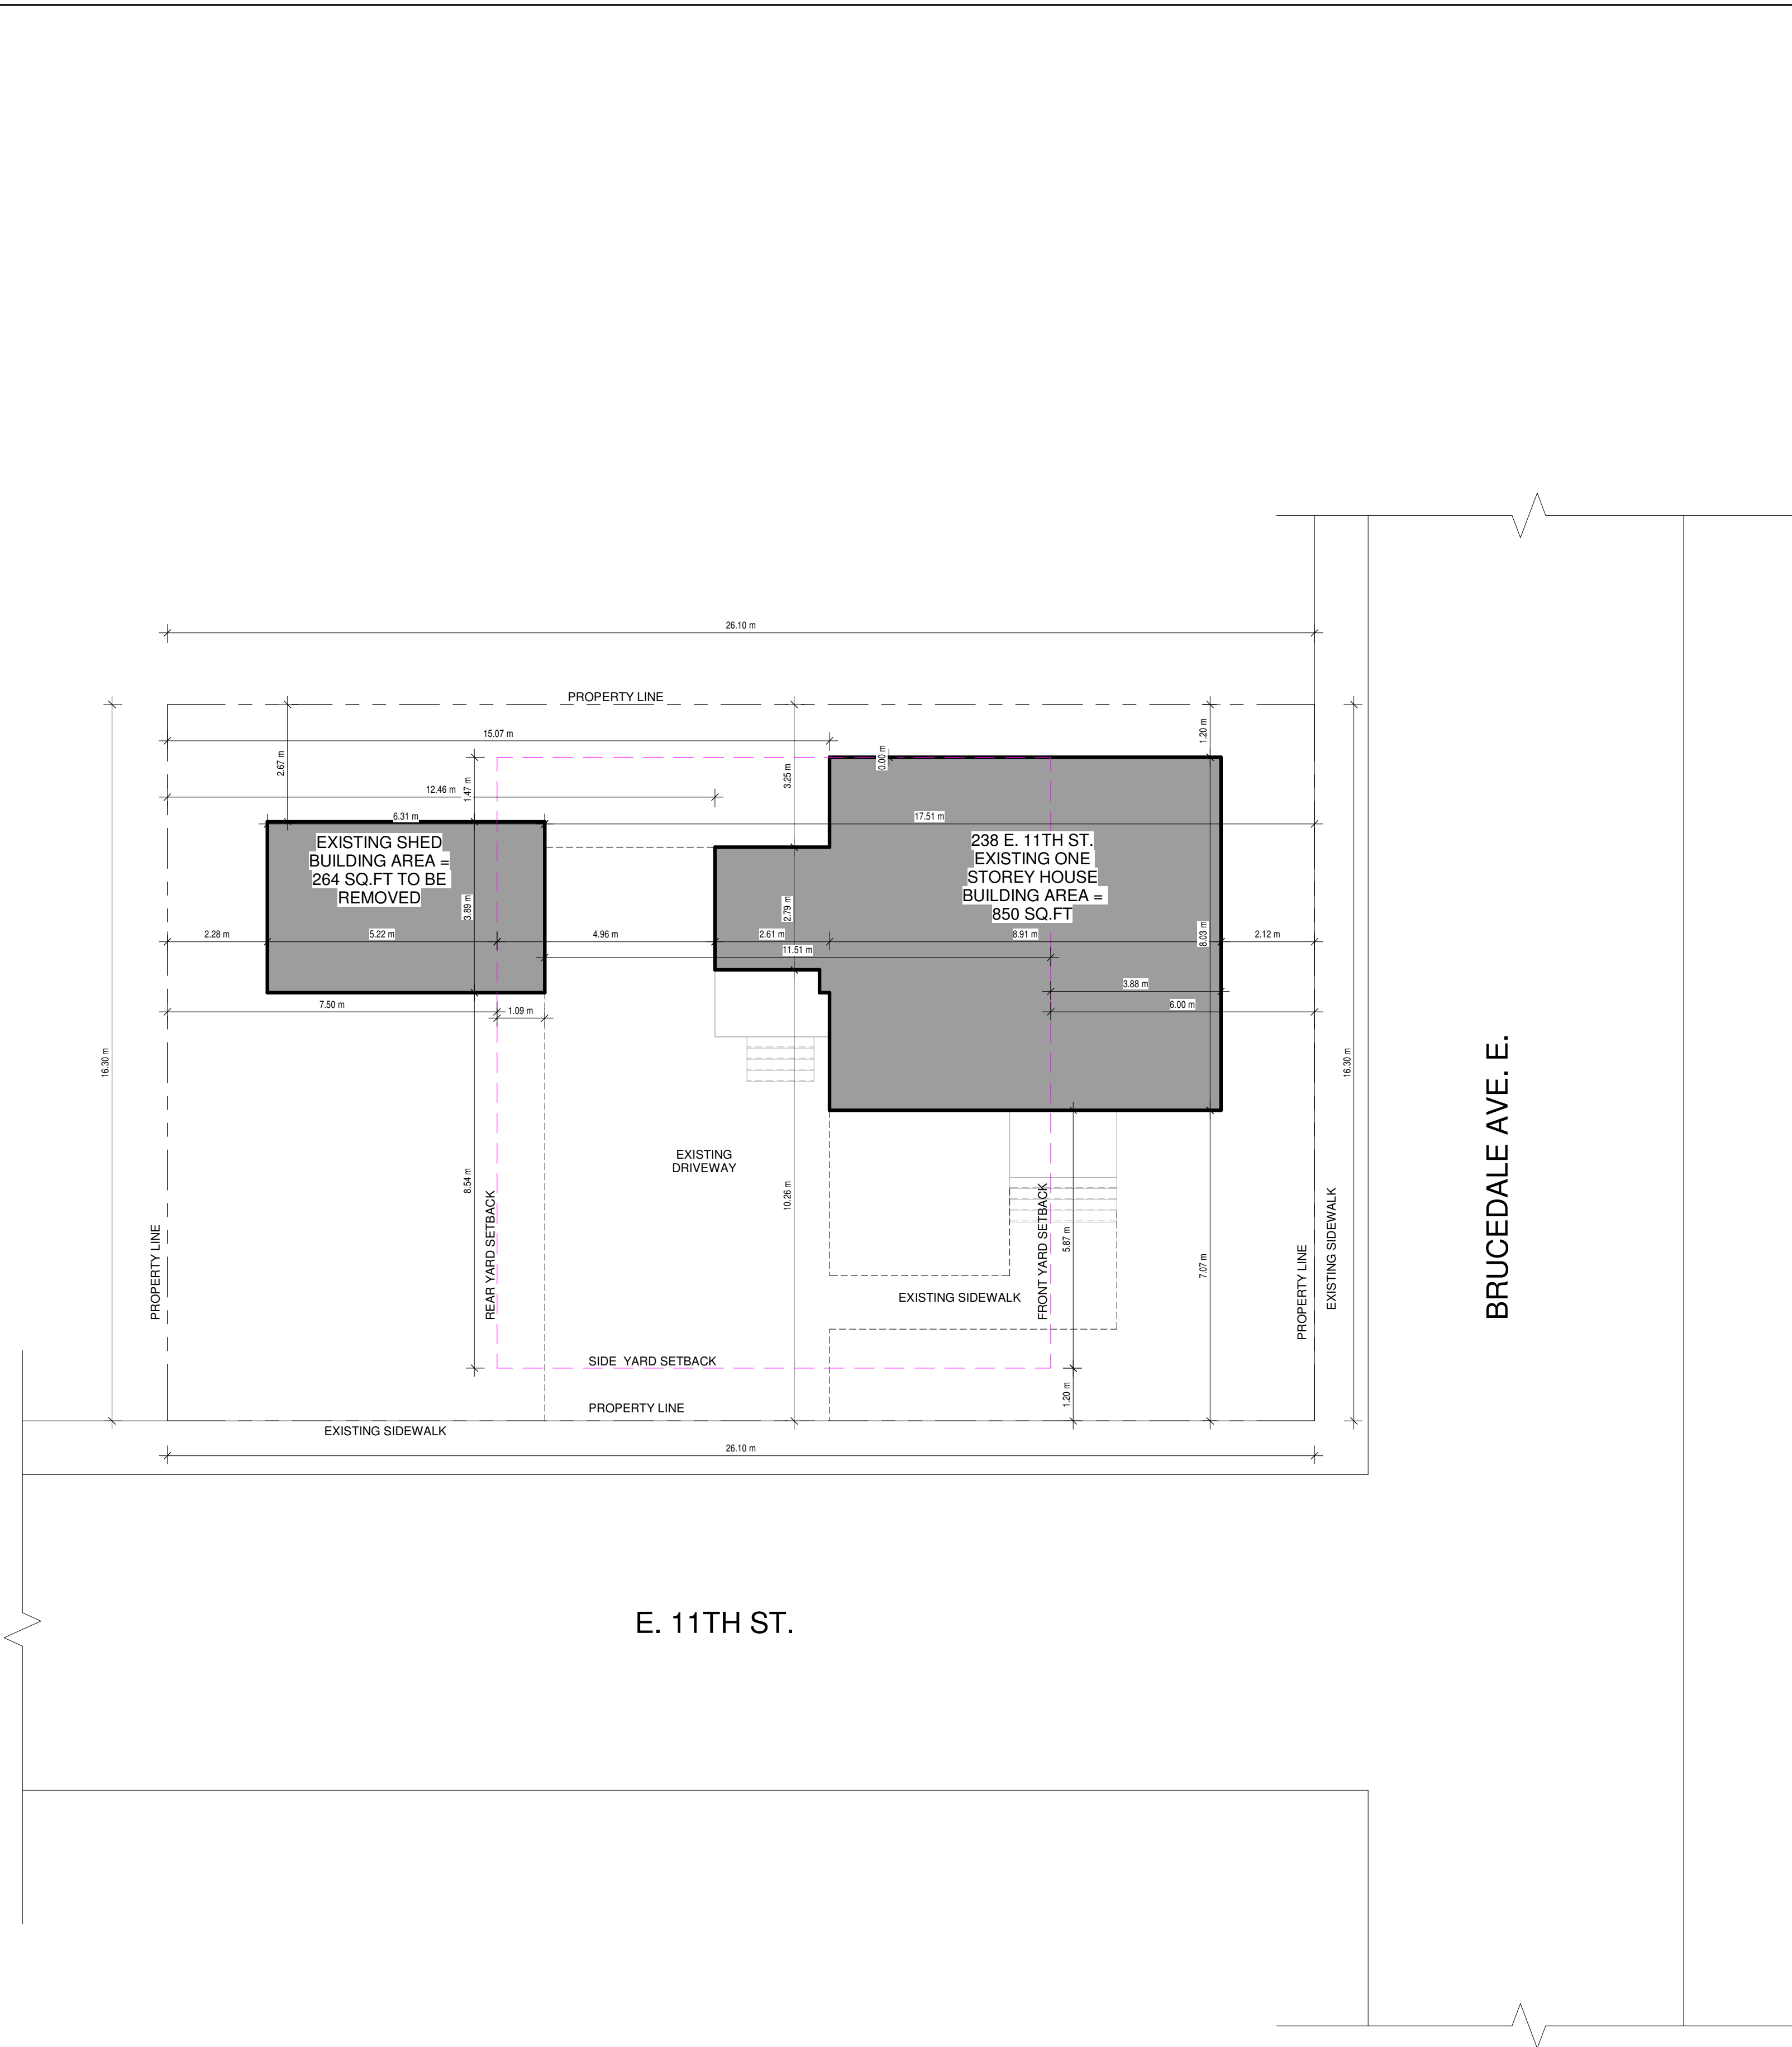 26.10 m
PROPERTY LINE
15.07 m
1.20 m
2.67 m
1.47 m
3.25 m
0.00 m
12.46 m
6.31 m
17.51 m
EXISTING SHED
BUILDING AREA =
264 SQ.FT TO BE
REMOVED
238 E. 11TH ST.
EXISTING ONE
STOREY HOUSE
BUILDING AREA =
850 SQ.FT
3.89 m
2.79 m
8.03 m
2.28 m
5.22 m
4.96 m
2.61 m
8.91 m
2.12 m
11.51 m
3.88 m
7.50 m
1.09 m
6.00 m
16.30 m
16.30 m
BRUCEDALE AVE. E.
EXISTING
DRIVEWAY
8.54 m
10.26 m
5.87 m
7.07 m
PROPERTY LINE
REAR YARD SETBACK
FRONT YARD SETBACK
PROPERTY LINE
EXISTING SIDEWALK
EXISTING SIDEWALK
SIDE YARD SETBACK
1.20 m
PROPERTY LINE
EXISTING SIDEWALK
26.10 m
E. 11TH ST.